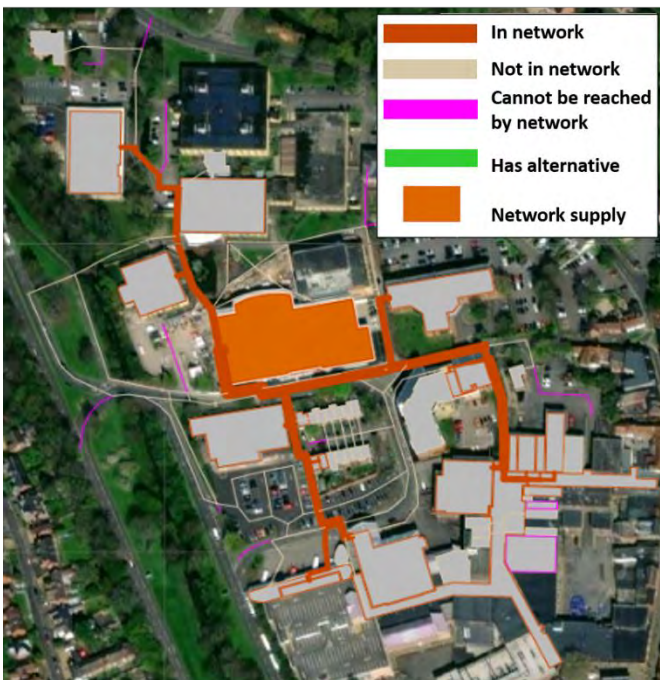 In network
Not in network
Cannot be reached
by network
Has alternative
Network supply